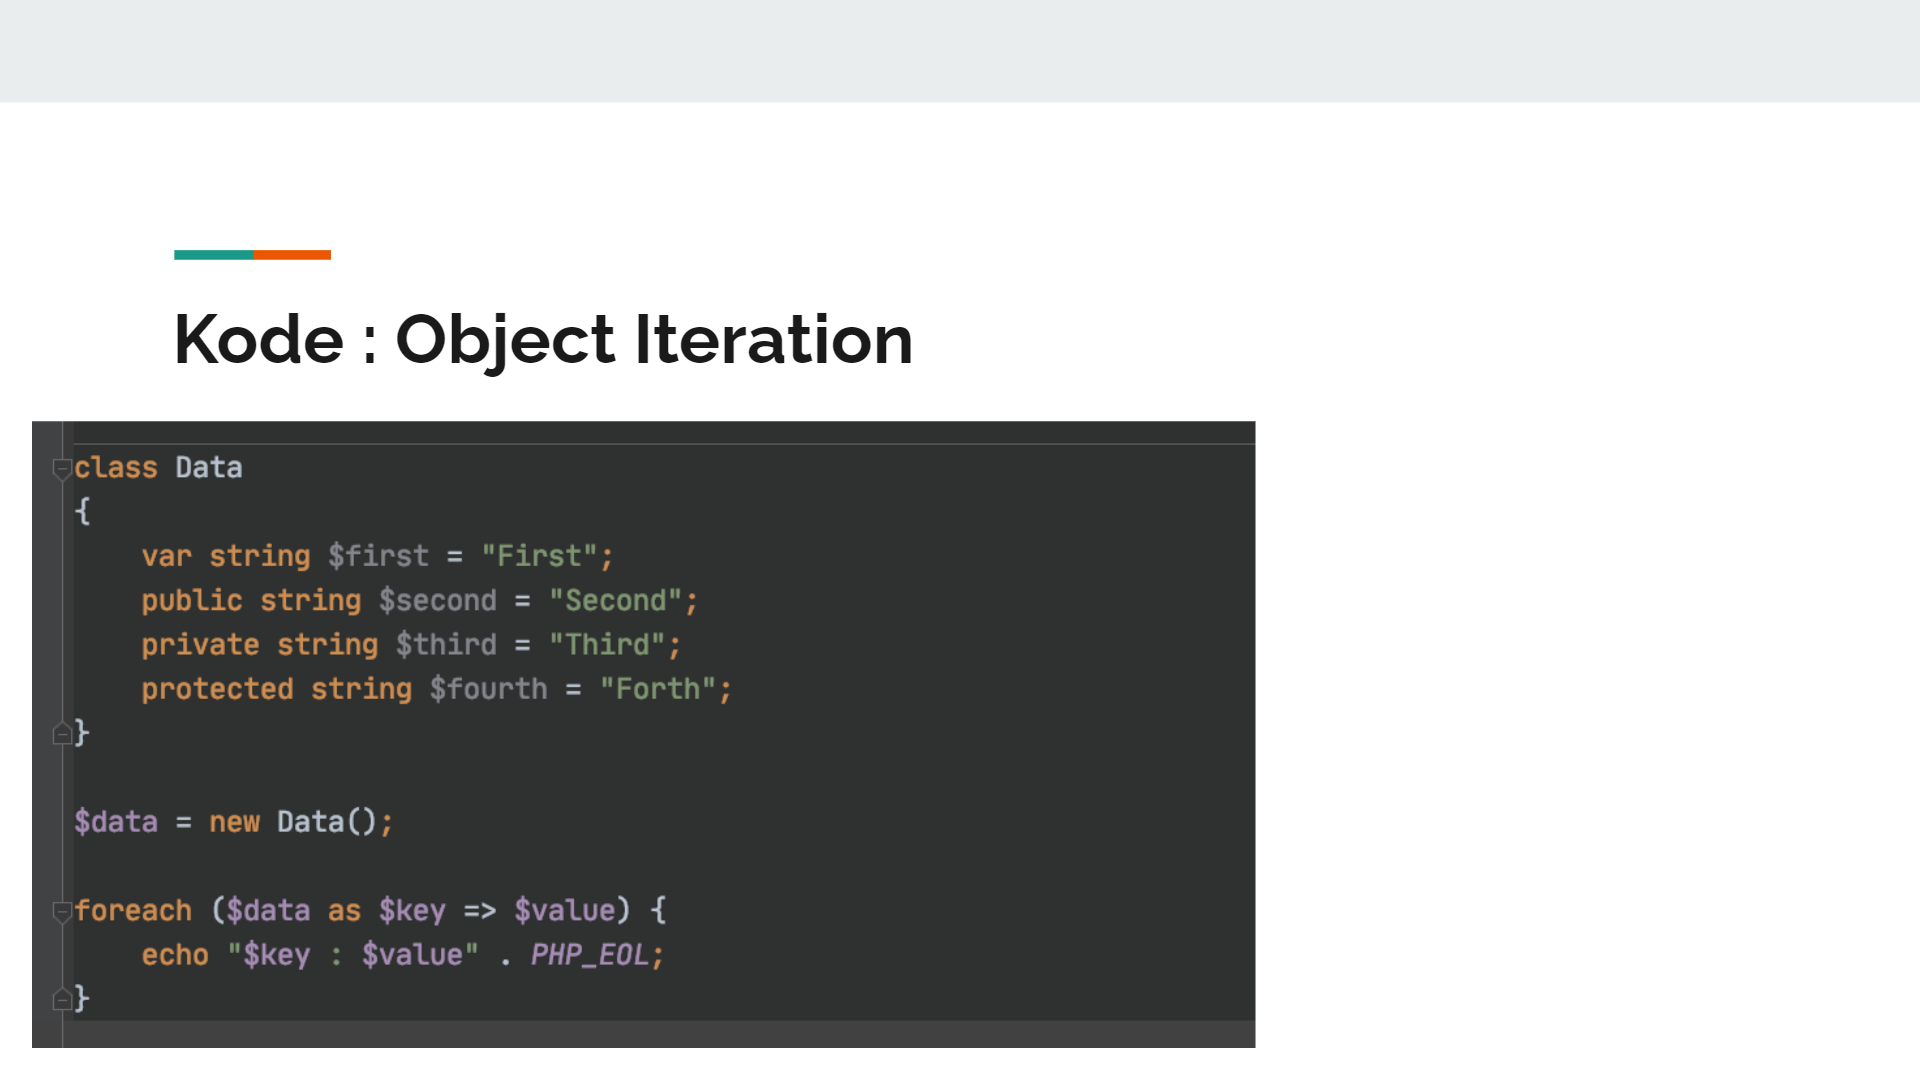 Kode : Object Iteration
class Data
{
    var string $first = "First";
    public string $second = "Second";
    private string $third = "Third";
    protected string $fourth = "Forth";
}
$data = new Data();
foreach ($data as $key => $value) {
    echo "$key : $value" . PHP_EOL;
}